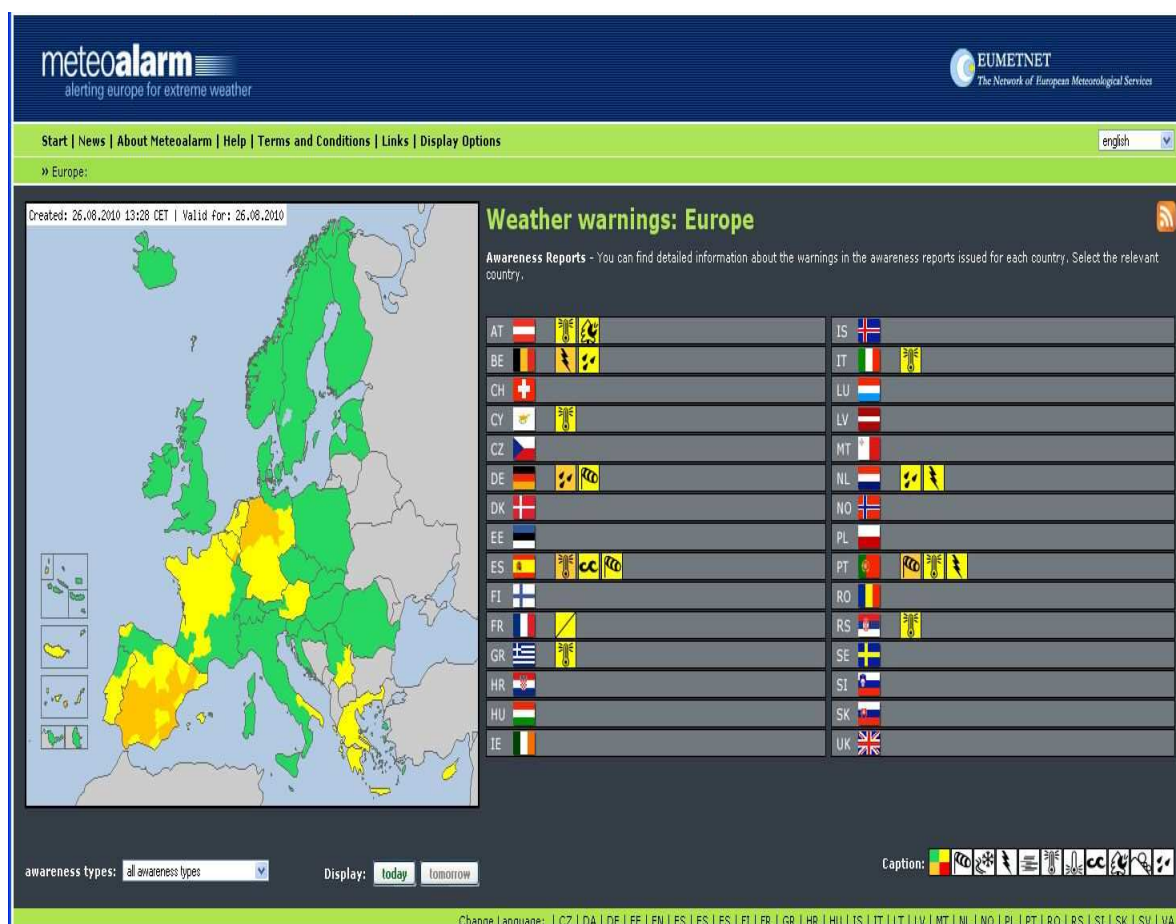 meteoalarm
alerting europe for extreme weather
EUMETNET
The Network of European Meteorological Services
Start | News | About Meteoalarm | Help | Terms and Conditions | Links | Display Options
english
» Europe:
Created: 26.08.2010 13:28 CET | Valid for: 26.08.2010
Weather warnings: Europe
Awareness Reports - You can find detailed information about the warnings in the awareness reports issued for each country. Select the relevant
country.
AT
BE
CH
CY
CZ
DE
DK
EE
ES
FI
FR
GR
HR
HU
IE
IS
IT
LU
LV
MT
NL
NO
PL
PT
RO
RS
SE
SI
SK
UK
awareness types: all awareness types
Display: today tomorrow
Caption:
Change Language: | CZ | DA | DE | EE | EN | ES | ES | ES | FI | FR | GR | HR | HU | IS | IT | LT | LV | MT | NL | NO | PL | PT | RO | RS | SI | SK | SV | VA